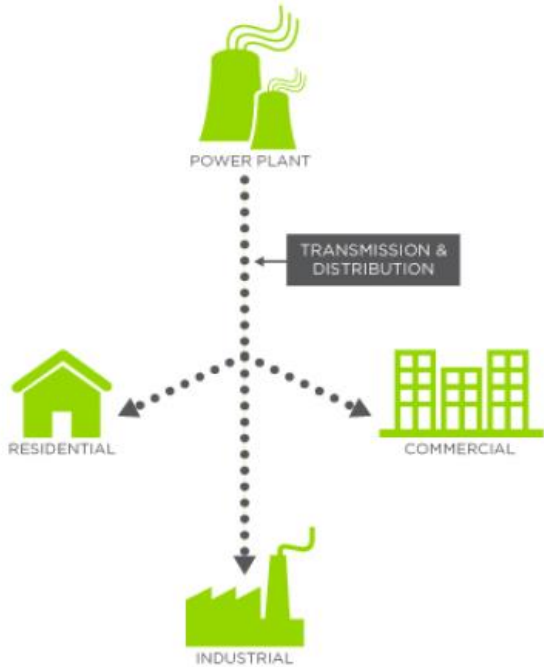 POWER PLANT
TRANSMISSION &
DISTRIBUTION
RESIDENTIAL
COMMERCIAL
INDUSTRIAL